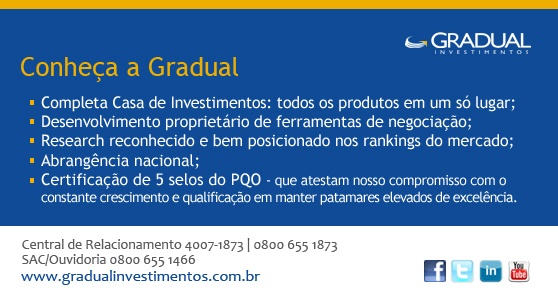 GRADUAL
INVESTIMENTOS
Conheça a Gradual
Completa Casa de Investimentos: todos os produtos em um só lugar;
Desenvolvimento proprietário de ferramentas de negociação;
Research reconhecido e bem posicionado nos rankings do mercado;
Abrangência nacional;
Certificação de 5 selos do PQO - que atestam nosso compromisso com o
constante crescimento e qualificação em manter patamares elevados de excelência.
Central de Relacionamento 4007-1873 | 0800 655 1873
SAC/Ouvidoria 0800 655 1466
www.gradualinvestimentos.com.br
f t in You Tube